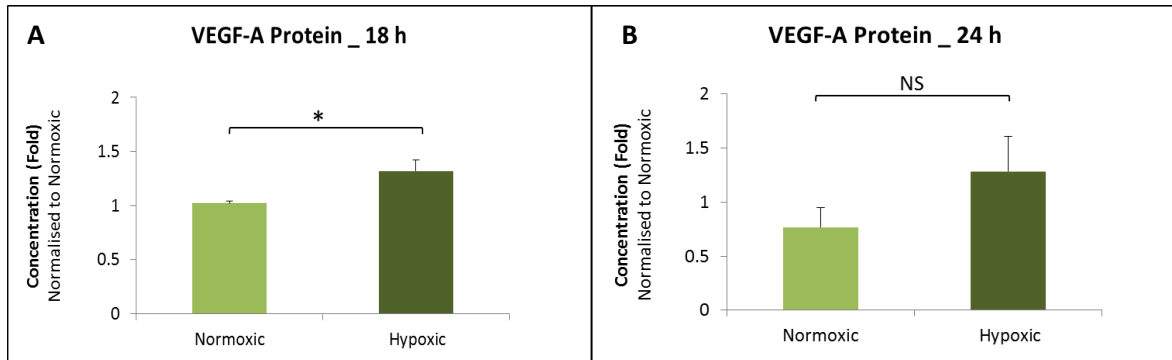 A
VEGF-A Protein _ 18 h
Concentration (Fold)
Normalised to Normoxic
2
1.5
1
0.5
0
*
Normoxic
Hypoxic
B
VEGF-A Protein _ 24 h
Concentration (Fold)
Normalised to Normoxic
2
1.5
1
0.5
0
NS
Normoxic
Hypoxic